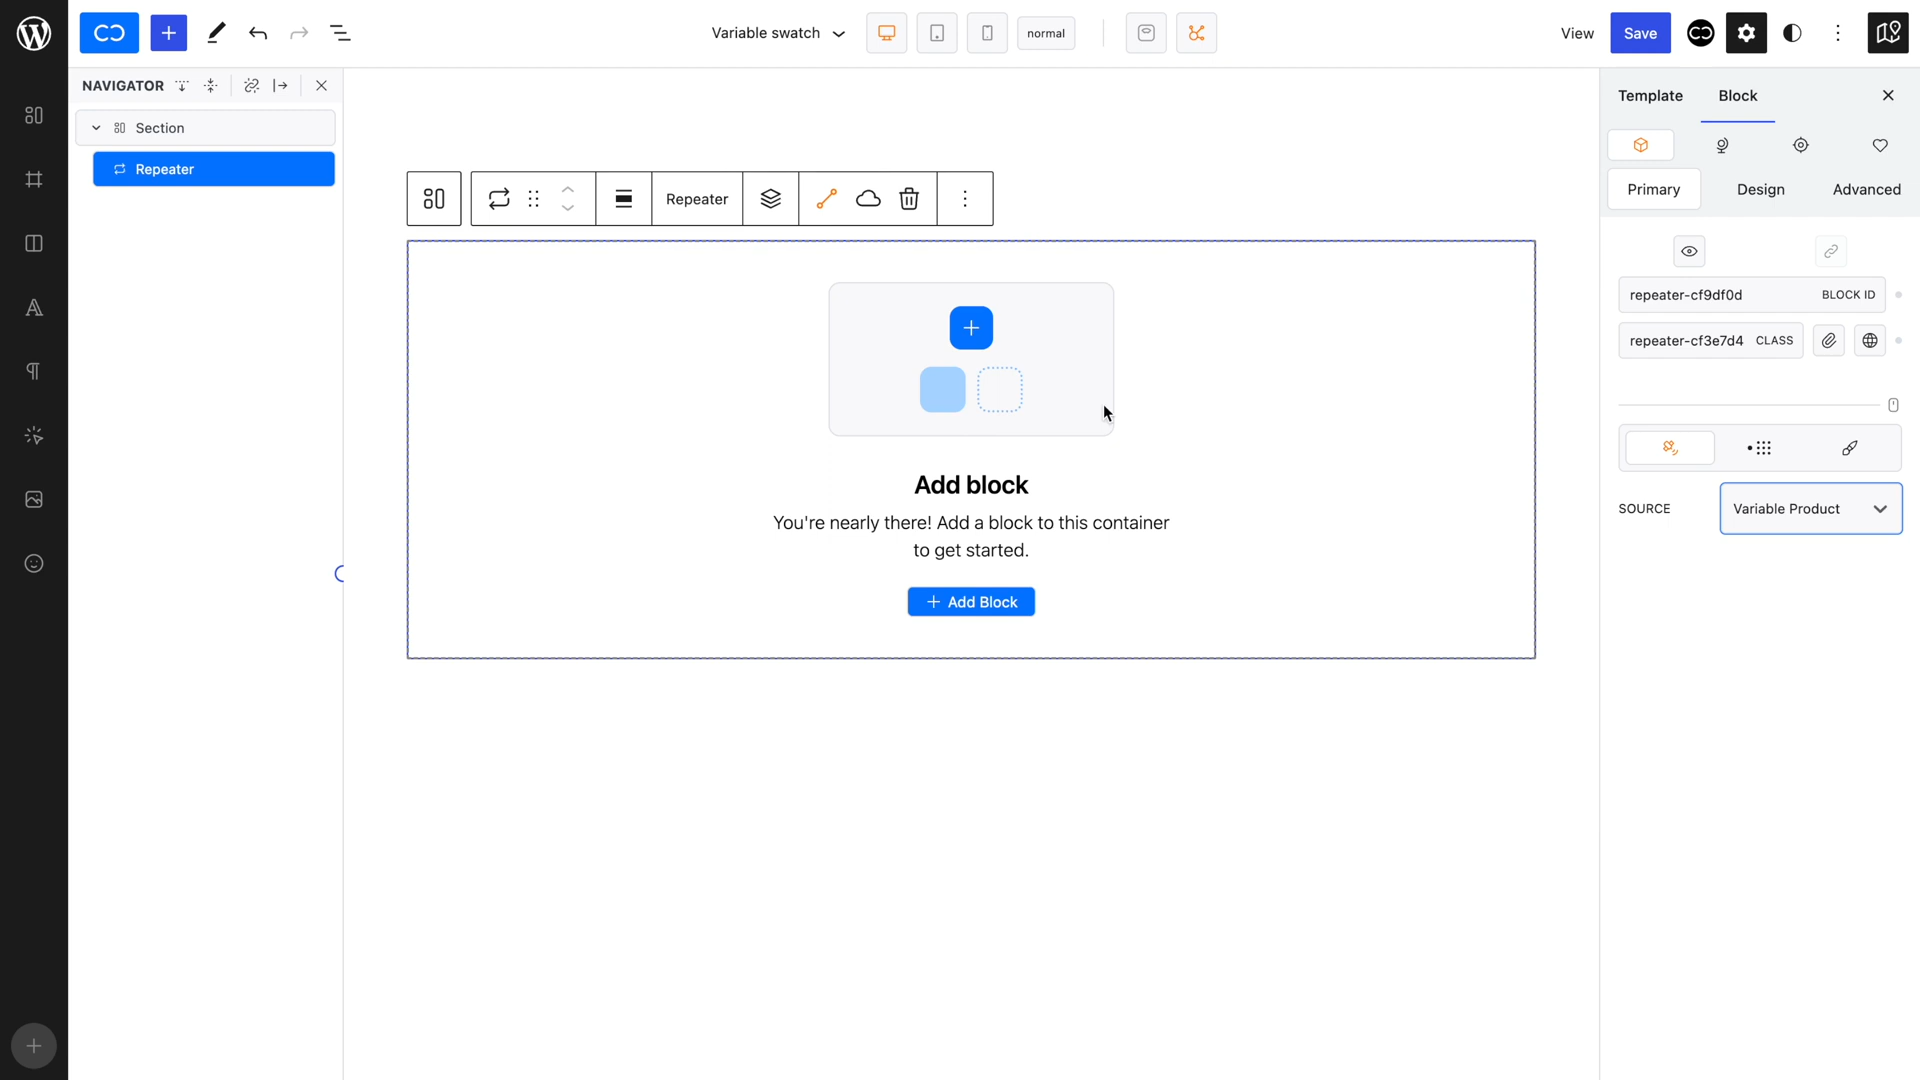 Variable swatch
normal
View
Save
NAVIGATOR
Section
Repeater
Repeater
Add block
You're nearly there! Add a block to this container
to get started.
Add Block
Template
Block
Primary
Design
Advanced
repeater-cf9df0d
BLOCK ID
repeater-cf3e7d4
CLASS
SOURCE
Variable Product